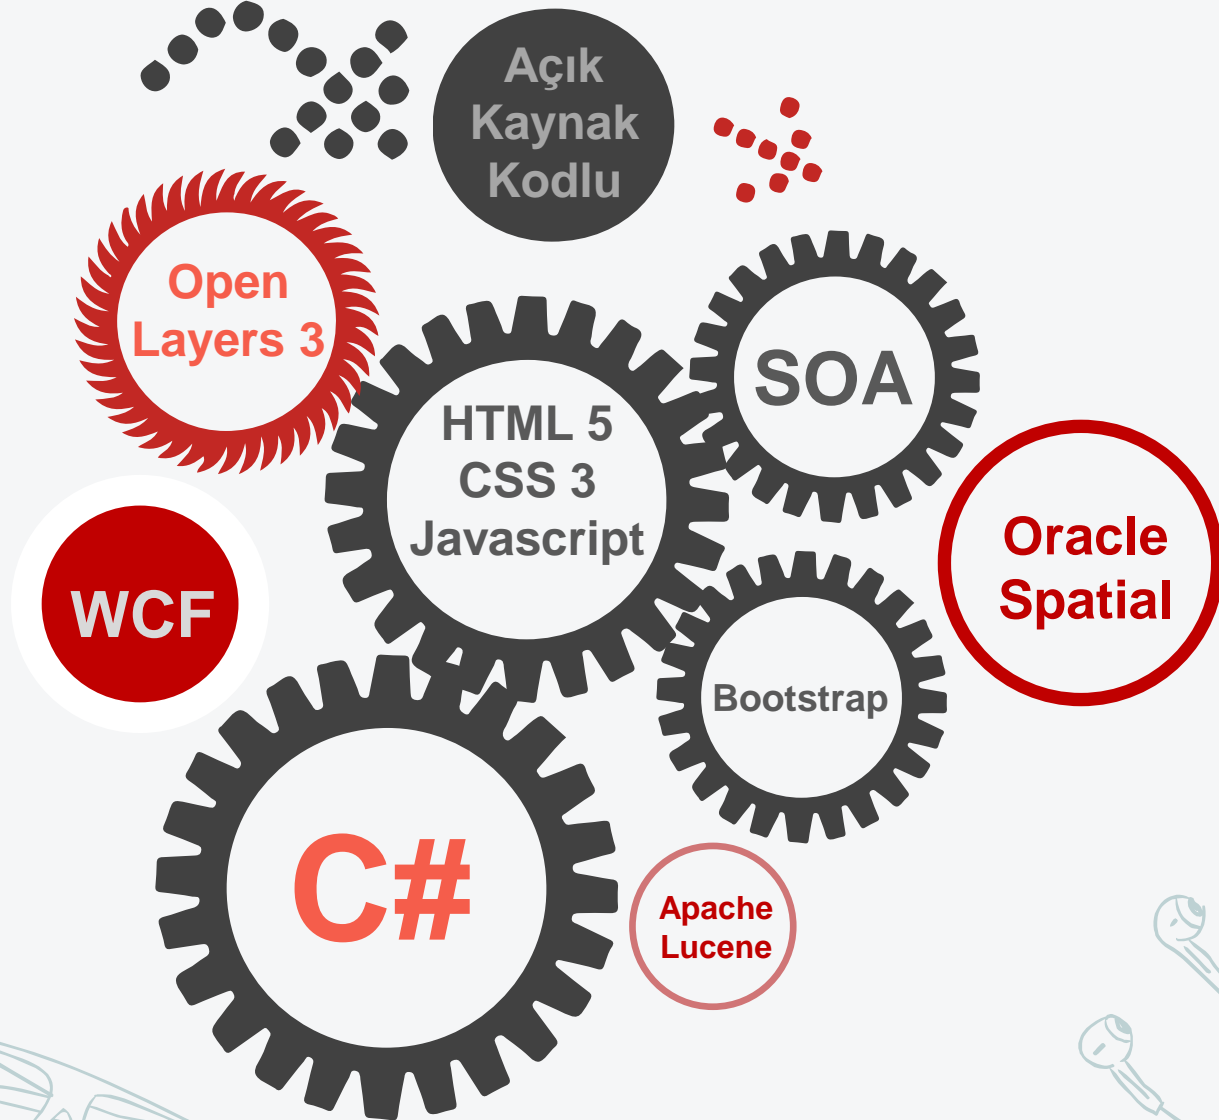 Açık
Kaynak
Kodlu
Open
Layers 3
SOA
HTML 5
CSS 3
Javascript
Oracle
Spatial
WCF
Bootstrap
C#
Apache
Lucene